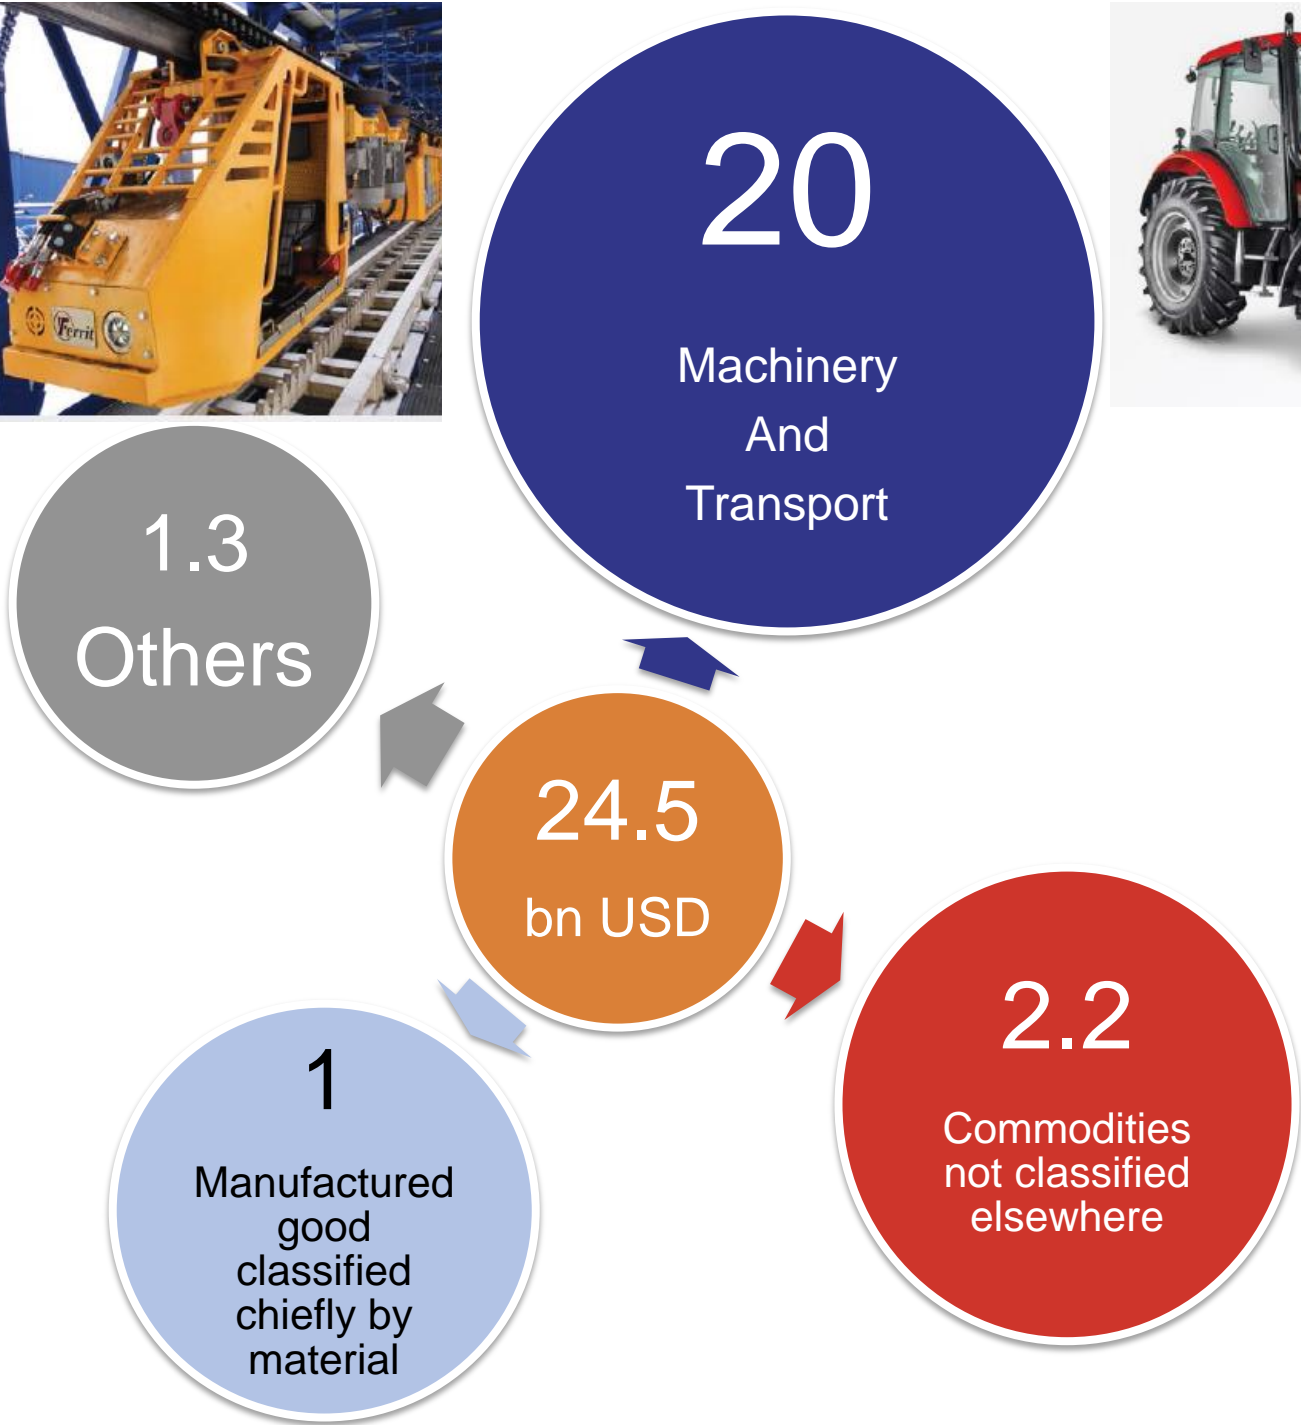 Ferrit
20
Machinery
And
Transport
1.3
Others
24.5
bn USD
2.2
Commodities
not classified
elsewhere
1
Manufactured
good
classified
chiefly by
material